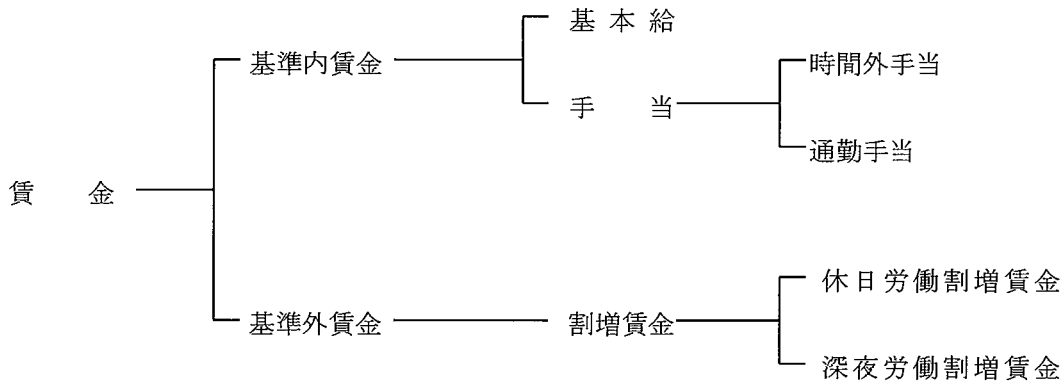 基本給
基準内賃金
時間外手当
手当
通勤手当
賃金
休日労働割増賃金
基準外賃金
割増賃金
深夜労働割増賃金